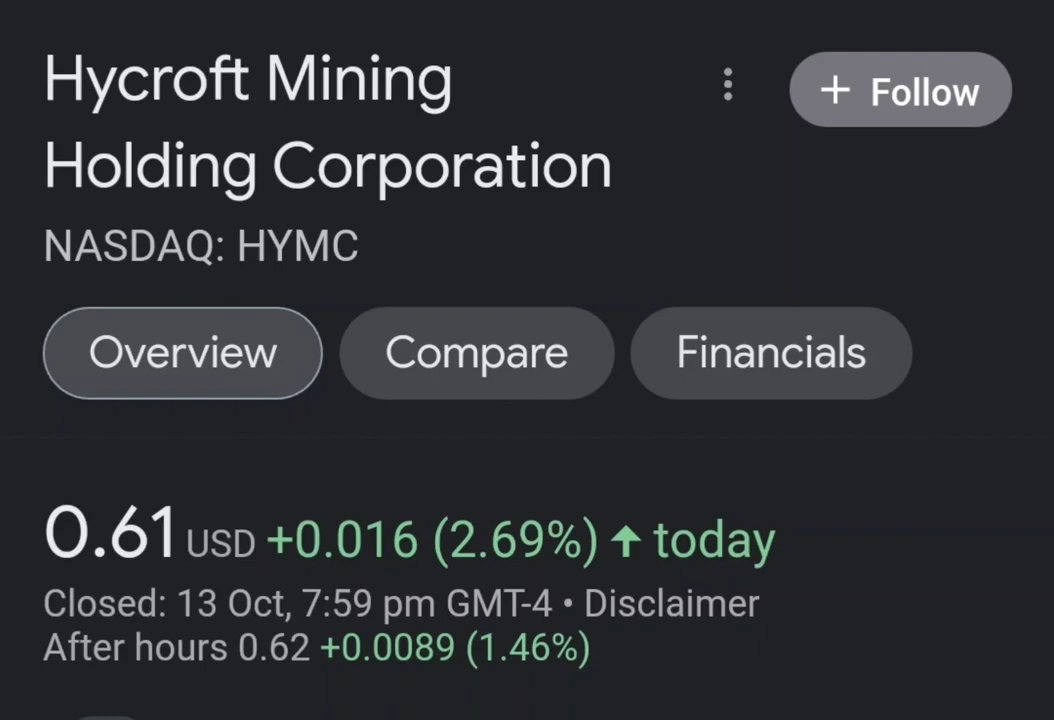 Hycroft Mining
Holding Corporation
+ Follow
NASDAQ: HYMC
Overview Compare Financials
0.61 USD +0.016 (2.69%) ↑ today
Closed: 13 Oct, 7:59 pm GMT-4 • Disclaimer
After hours 0.62 +0.0089 (1.46%)